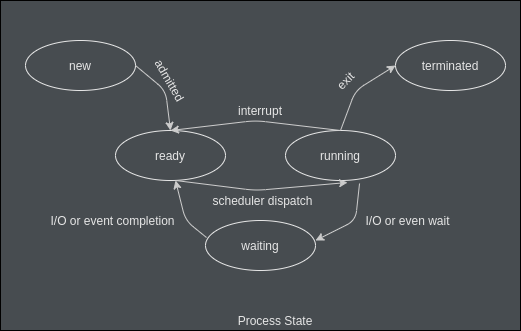 new
terminated
admitted
exit
interrupt
ready
running
scheduler dispatch
I/O or event completion
I/O or even wait
waiting
Process State